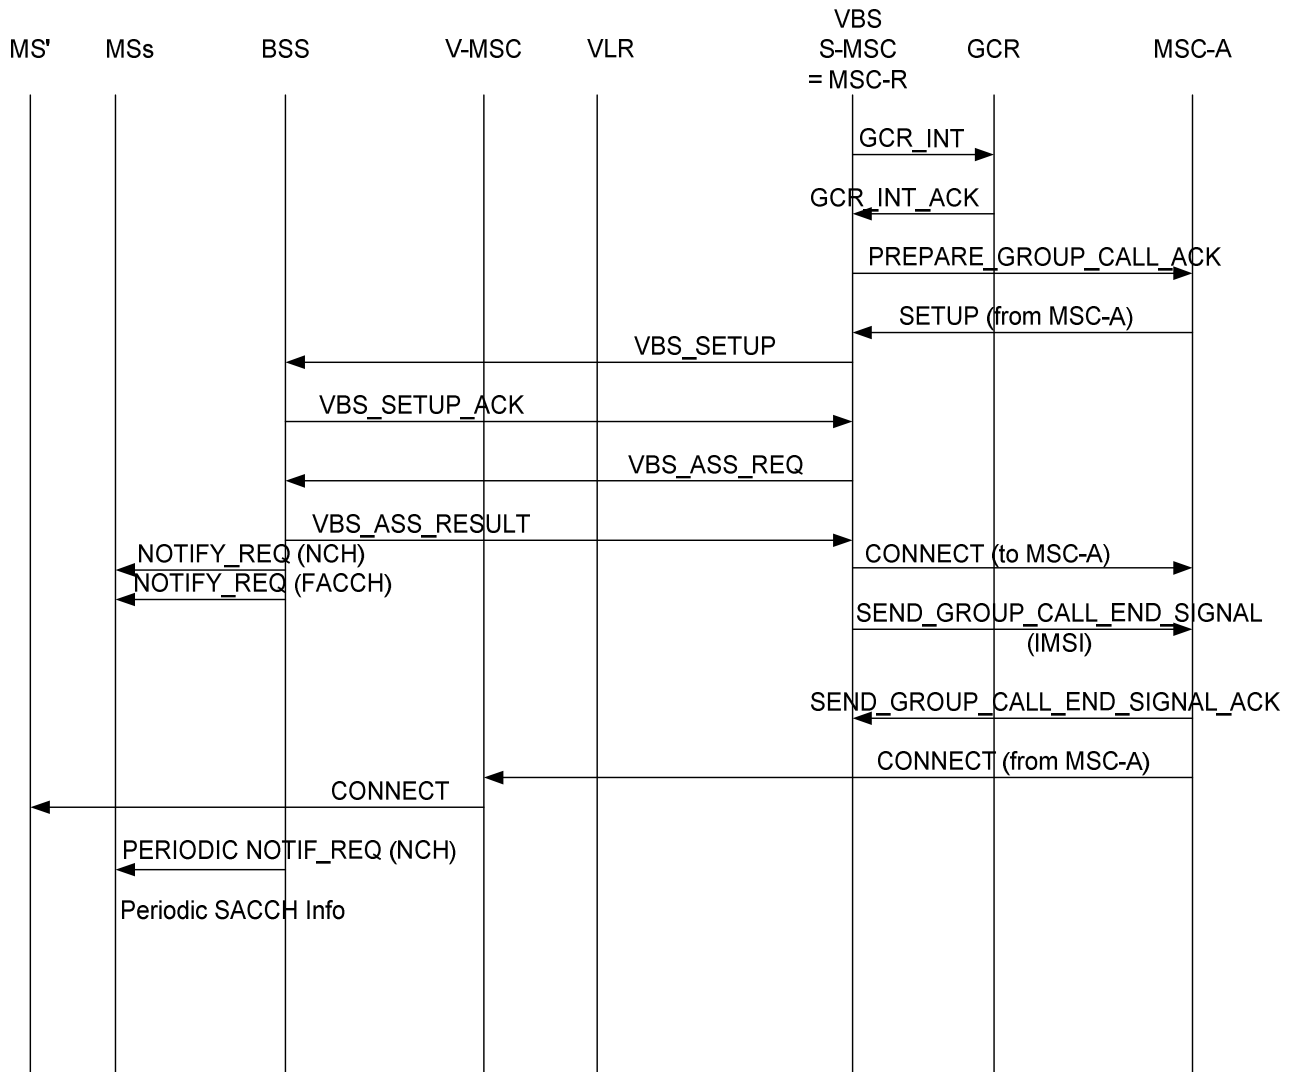 VBS
MS' MSs BSS V-MSC VLR S-MSC GCR MSC-A
= MSC-R
GCR_INT
GCR_INT_ACK
PREPARE_GROUP_CALL_ACK
SETUP (from MSC-A)
VBS_SETUP
VBS_SETUP_ACK
VBS_ASS_REQ
VBS_ASS_RESULT
NOTIFY_REQ (NCH)
CONNECT (to MSC-A)
NOTIFY_REQ (FACCH)
SEND_GROUP_CALL_END_SIGNAL
(IMSI)
SEND_GROUP_CALL_END_SIGNAL_ACK
CONNECT (from MSC-A)
CONNECT
PERIODIC NOTIF_REQ (NCH)
Periodic SACCH Info